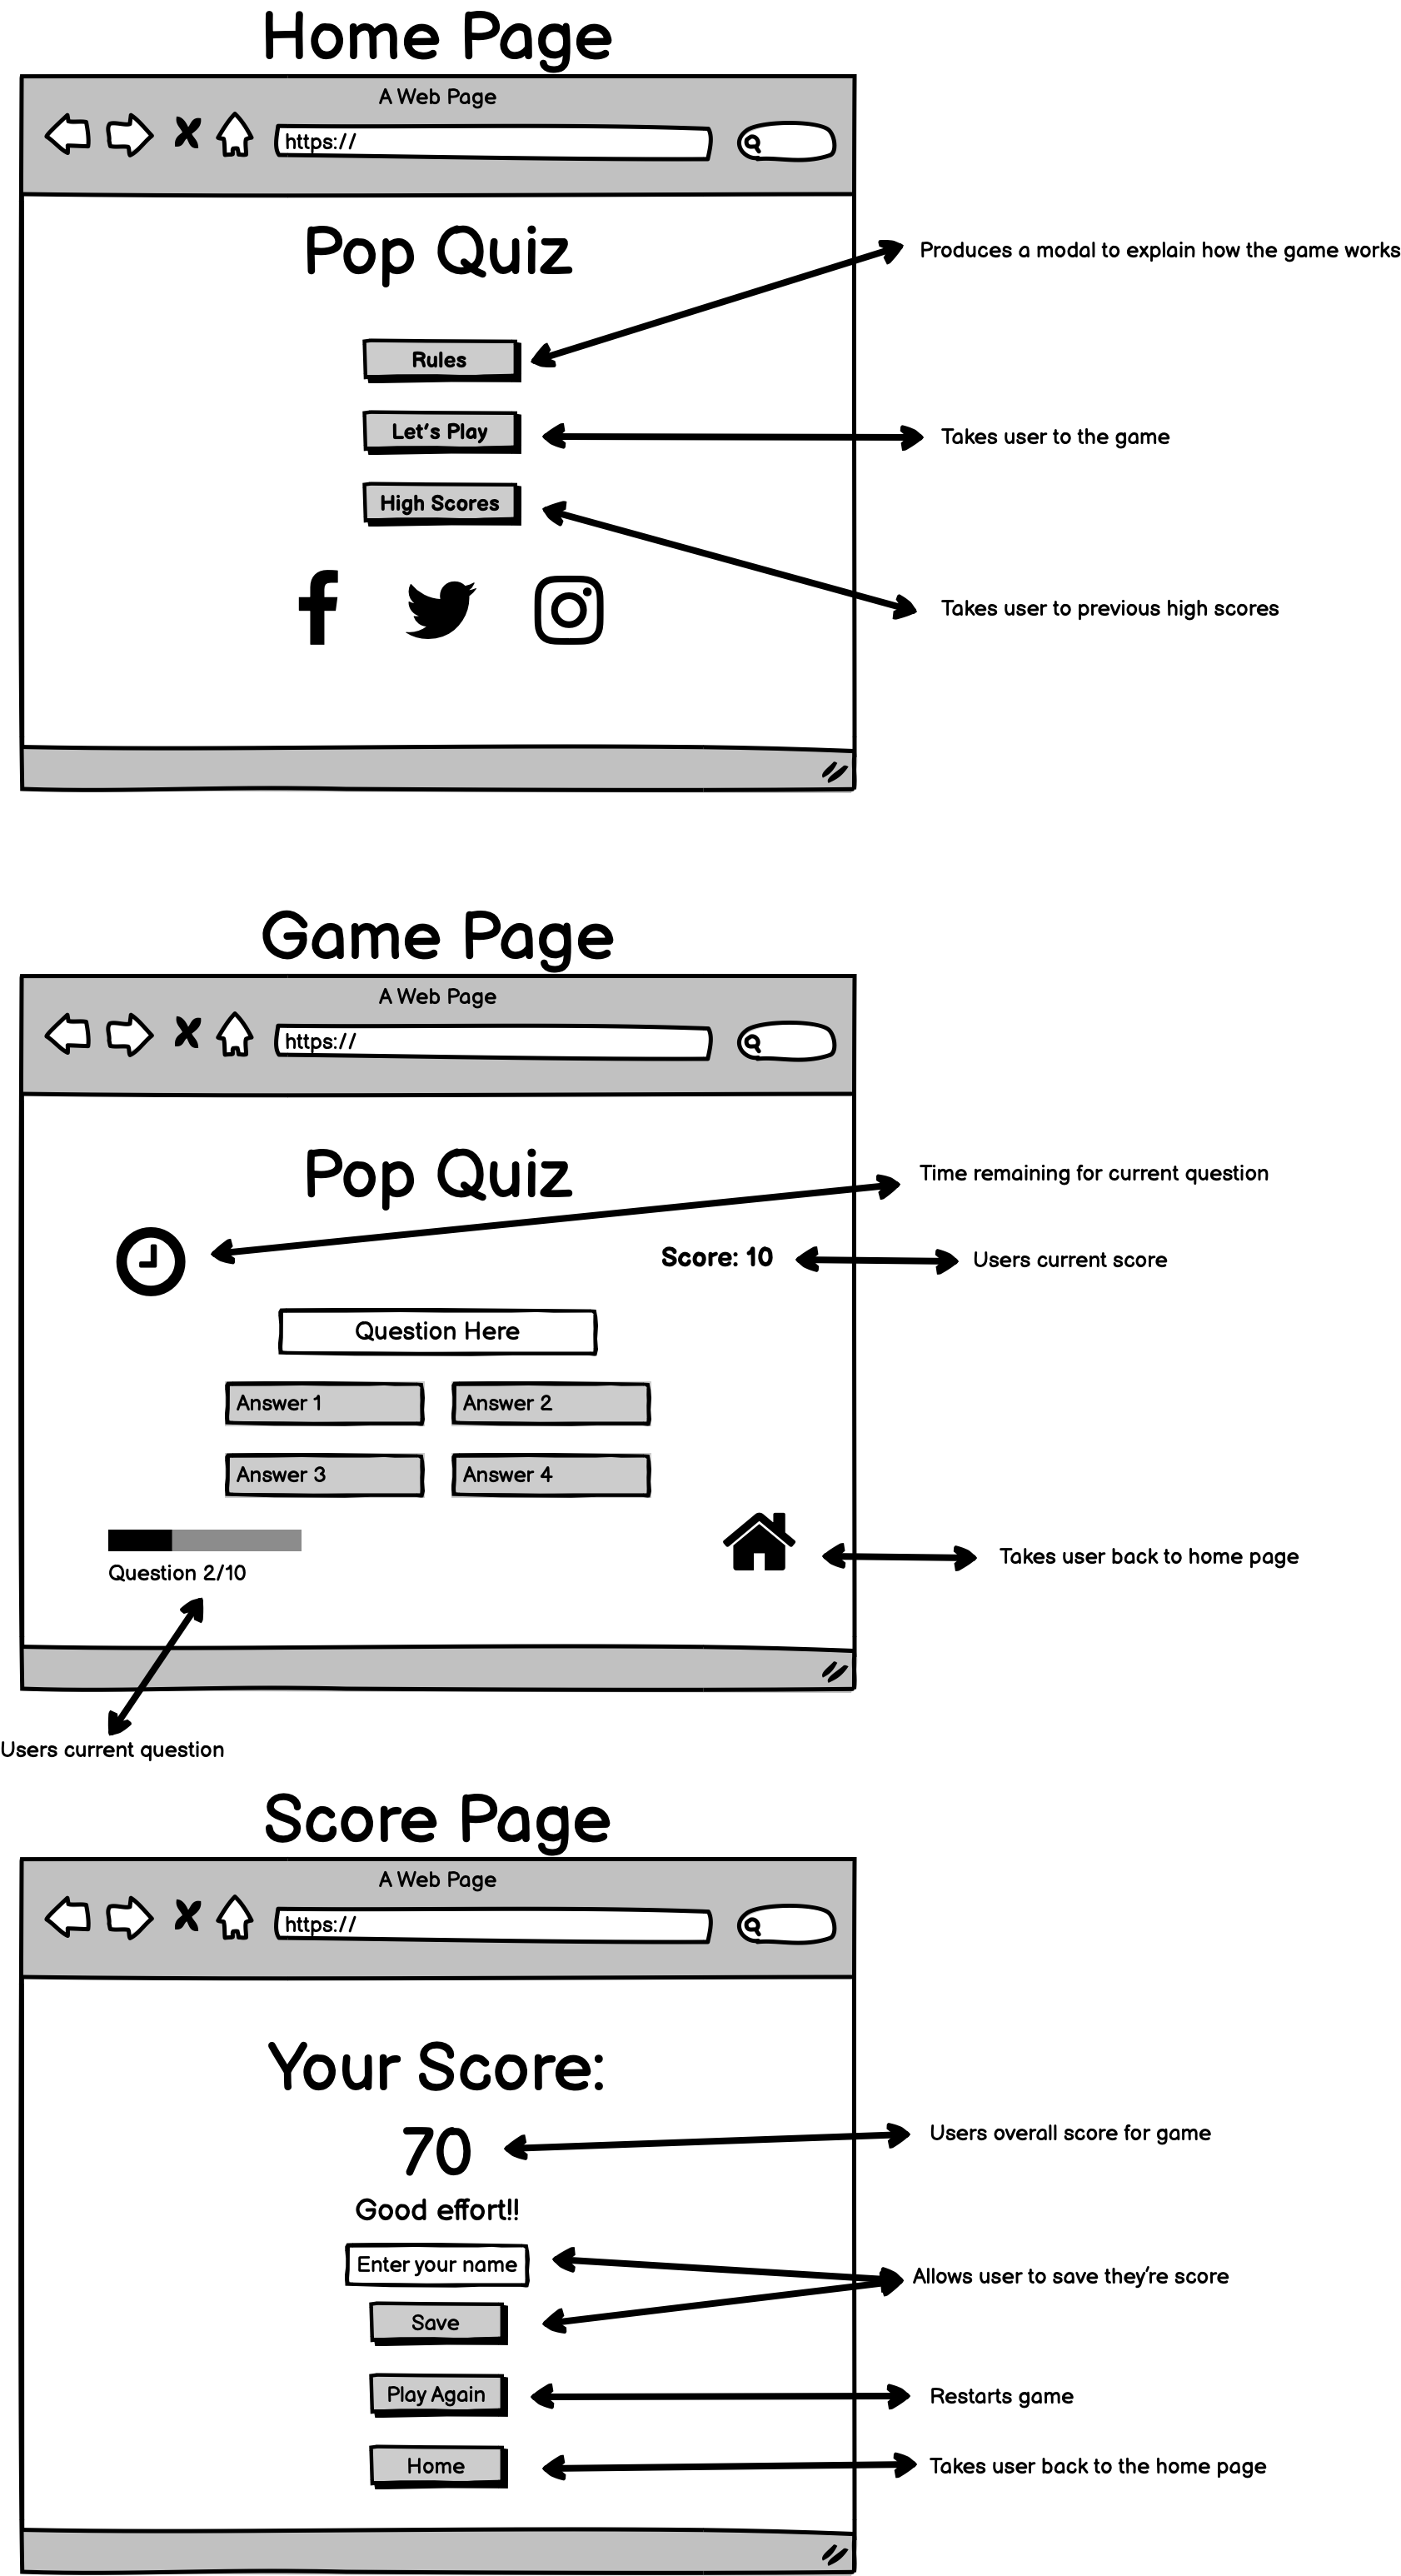 Home Page
A Web Page
https://
Pop Quiz
Produces a modal to explain how the game works
Rules
Let's Play
Takes user to the game
High Scores
Takes user to previous high scores
Game Page
A Web Page
https://
Pop Quiz
Time remaining for current question
Score: 10
Users current score
Question Here
Answer 1
Answer 2
Answer 3
Answer 4
Question 2/10
Takes user back to home page
Users current question
Score Page
A Web Page
https://
Your Score:
70
Users overall score for game
Good effort!!
Enter your name
Allows user to save they're score
Save
Play Again
Restarts game
Home
Takes user back to the home page